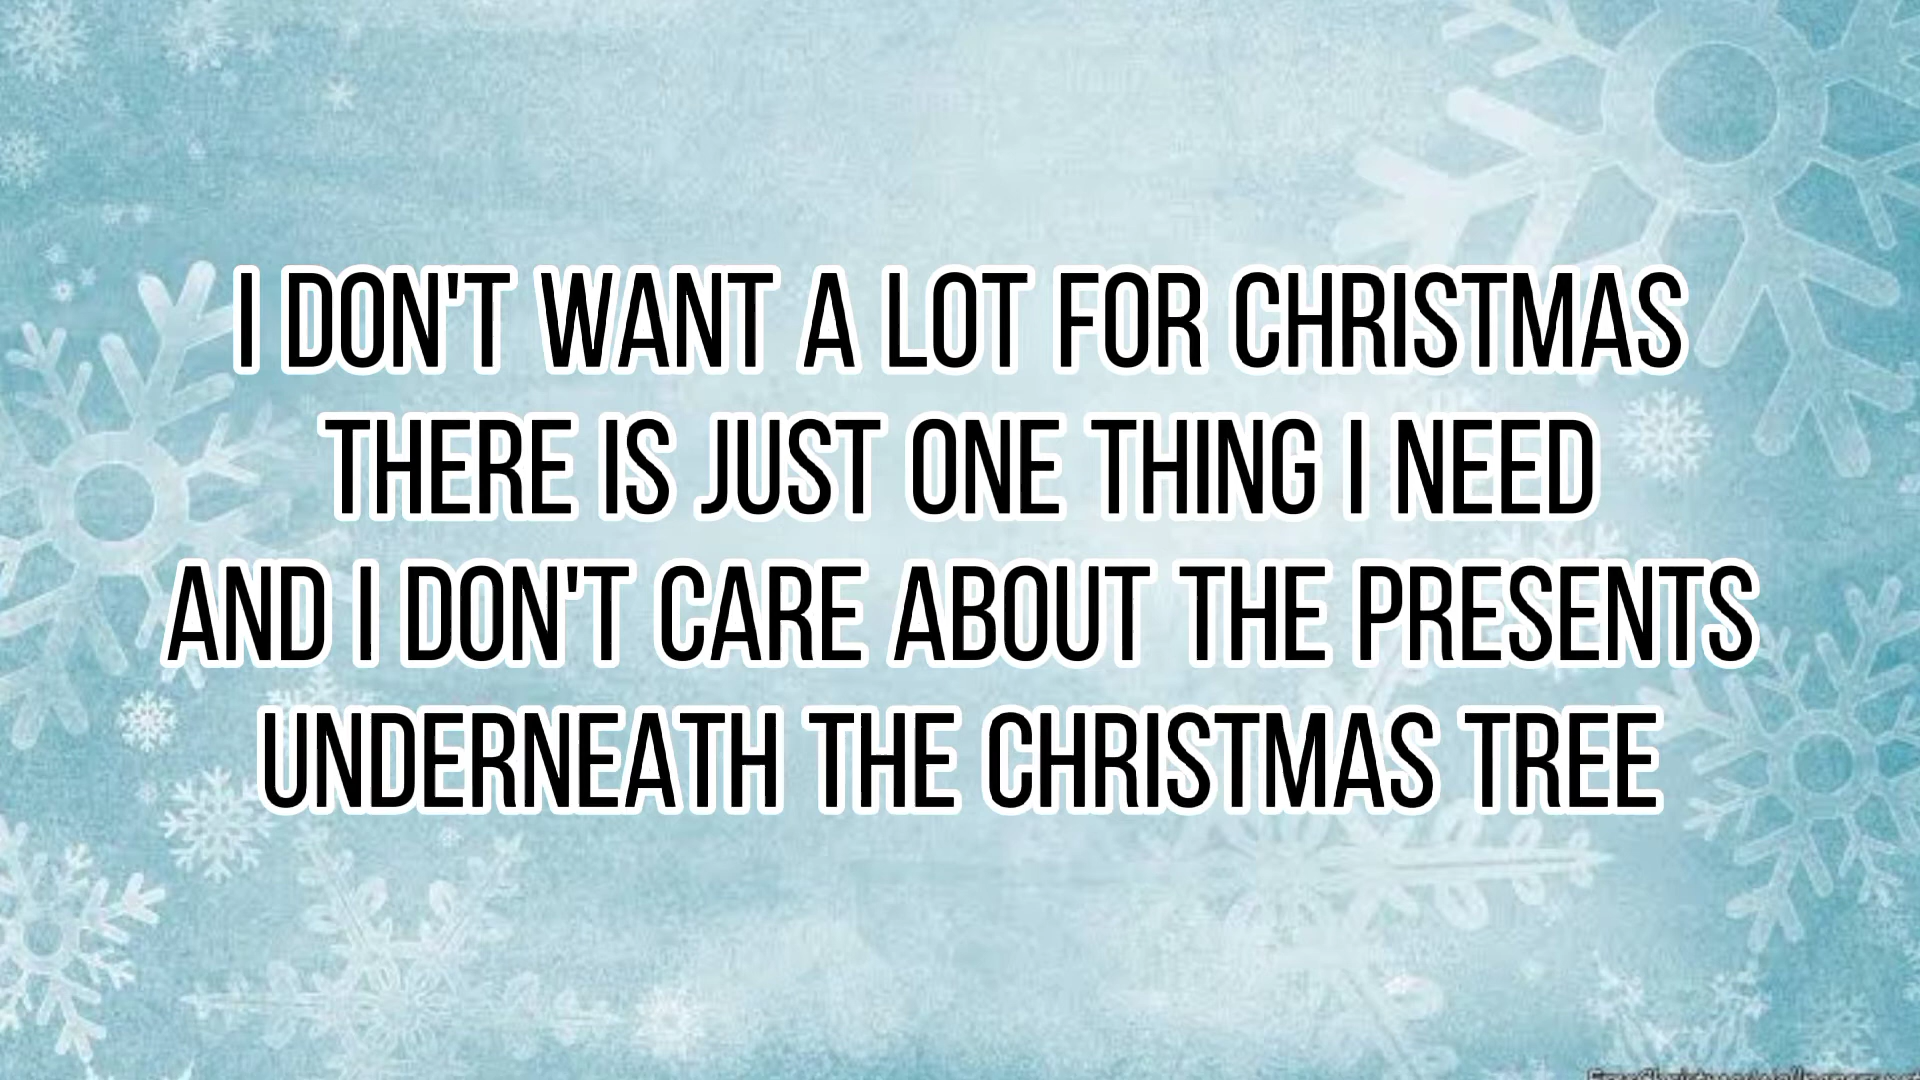 I DON'T WANT A LOT FOR CHRISTMAS
THERE IS JUST ONE THING I NEED
AND I DON'T CARE ABOUT THE PRESENTS
UNDERNEATH THE CHRISTMAS TREE